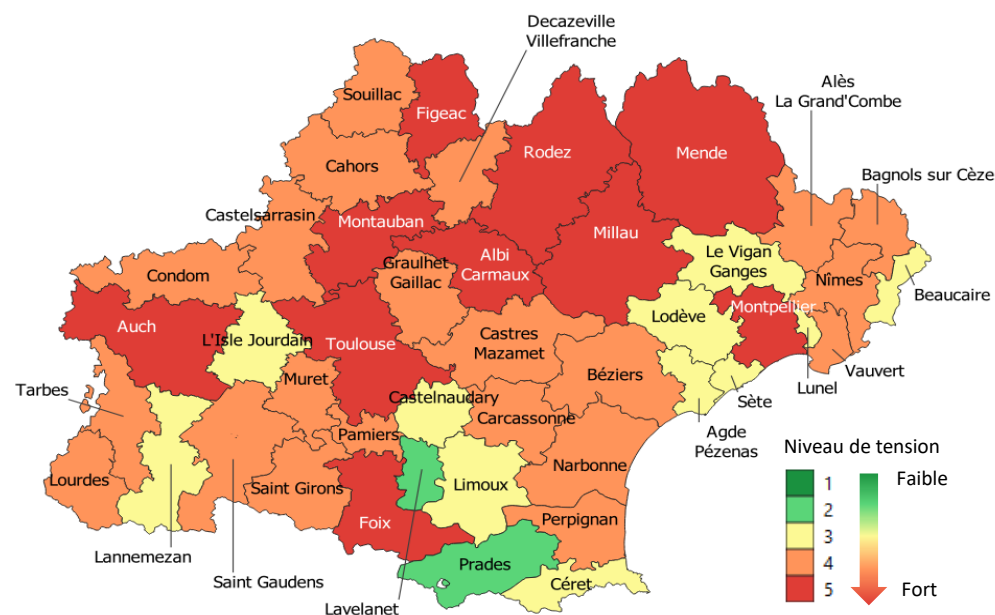 Decazeville
Villefranche
Souillac
Figeac
Alès
La Grand'Combe
Rodez
Mende
Cahors
Bagnols sur Cèze
Castelsarrasin
Montauban
Millau
Albi
Carmaux
Le Vigan
Ganges
Graulhet
Gaillac
Condom
Nîmes
Beaucaire
Montpellier
Auch
L'Isle Jourdain
Toulouse
Lodève
Castres
Mazamet
Muret
Béziers
Vauvert
Tarbes
Lunel
Castelnaudary
Sète
Carcassonne
Pamiers
Agde
Pézenas
Niveau de tension
Lourdes
Saint Girons
Limoux
Narbonne
1
2
3
4
5
Faible
Fort
Foix
Perpignan
Lannemezan
Prades
Saint Gaudens
Céret
Lavelanet